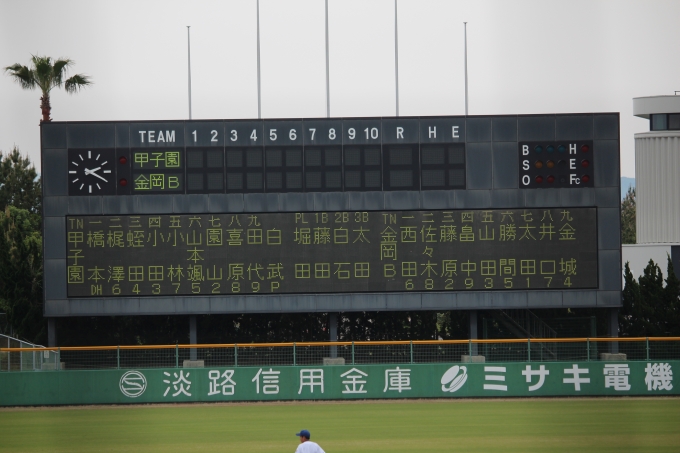 TEAM 1 2 3 4 5 6 7 8 9 10 R H E
甲子園
金岡B
B H
S E
O Fc
TN 一 二 三 四 五 六 七 八 九 PL 1B 2B 3B TN 一 二 三 四 五 六 七 八 九
甲 橋 梶 蛭 小 小 山 園 喜 田 白 堀 藤 白 太 金 西 佐 藤 畠 山 勝 太 井 金
子 本 岡 々
園 本 澤 田 田 林 颯 山 原 代 武 田 田 石 田 B 田 木 原 中 田 間 田 口 城
DH 6 4 3 7 5 2 8 9 P 6 8 2 9 3 5 1 7 4
淡路信用金庫 ミサキ電機